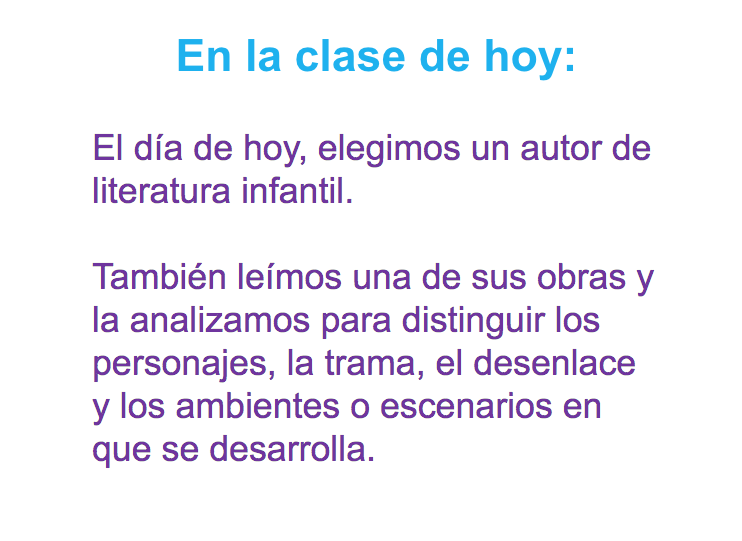 En la clase de hoy:
El día de hoy, elegimos un autor de
literatura infantil.
También leímos una de sus obras y
la analizamos para distinguir los
personajes, la trama, el desenlace
y los ambientes o escenarios en
que se desarrolla.